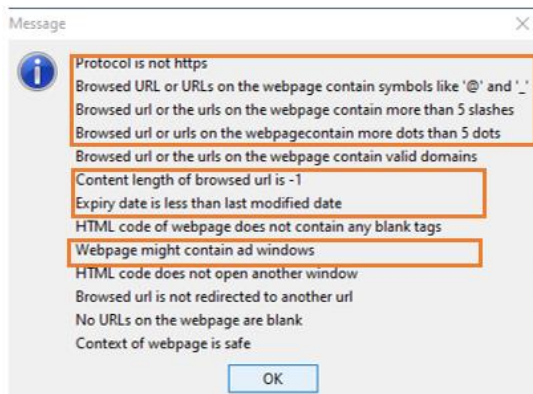 Message
Protocol is not https
Browsed URL or URLs on the webpage contain symbols like '@' and '_'
Browsed url or the urls on the webpage contain more than 5 slashes
Browsed url or urls on the webpagecontain more dots than 5 dots
Browsed url or the urls on the webpage contain valid domains
Content length of browsed url is -1
Expiry date is less than last modified date
HTML code of webpage does not contain any blank tags
Webpage might contain ad windows
HTML code does not open another window
Browsed url is not redirected to another url
No URLs on the webpage are blank
Context of webpage is safe
OK